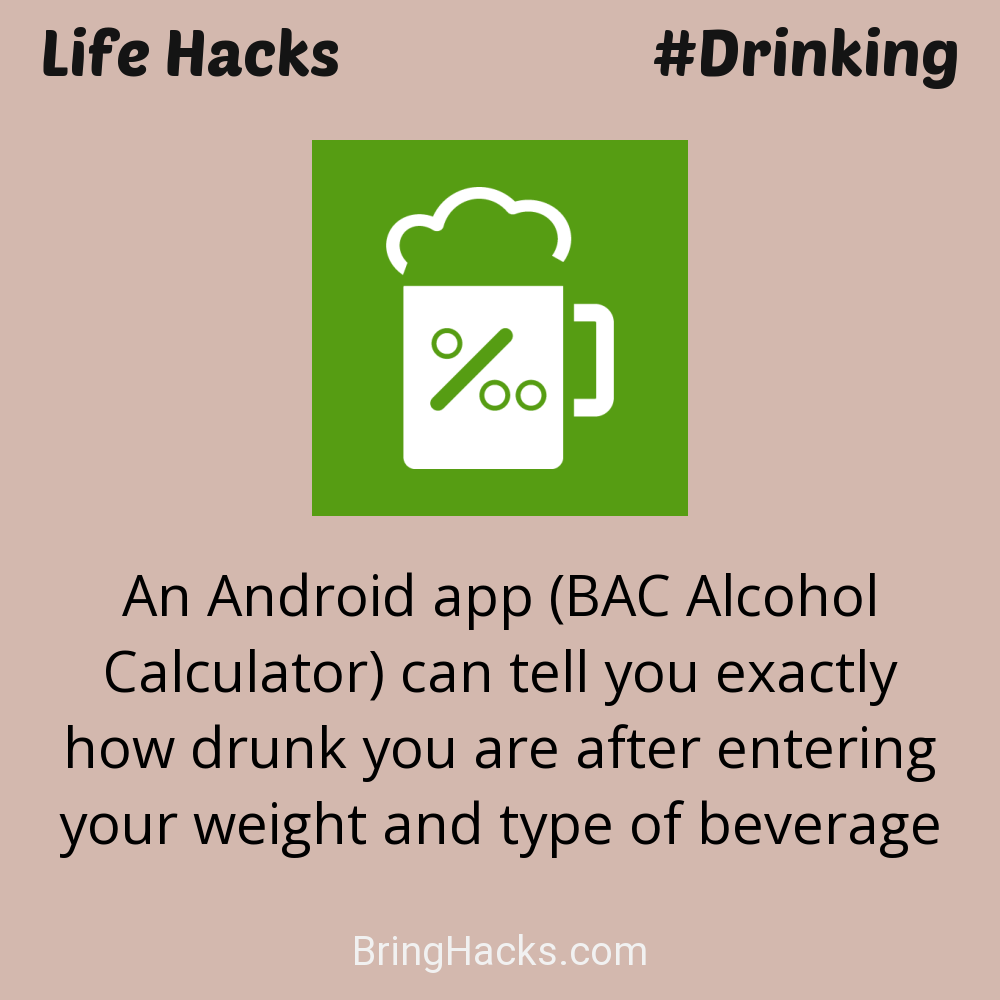 Life Hacks #Drinking
‰
An Android app (BAC Alcohol
Calculator) can tell you exactly
how drunk you are after entering
your weight and type of beverage
BringHacks.com